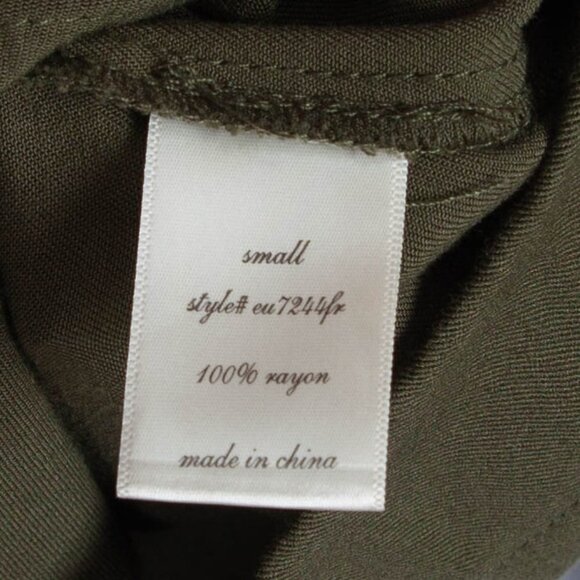 small
style# eu7244fr
100% rayon
made in china